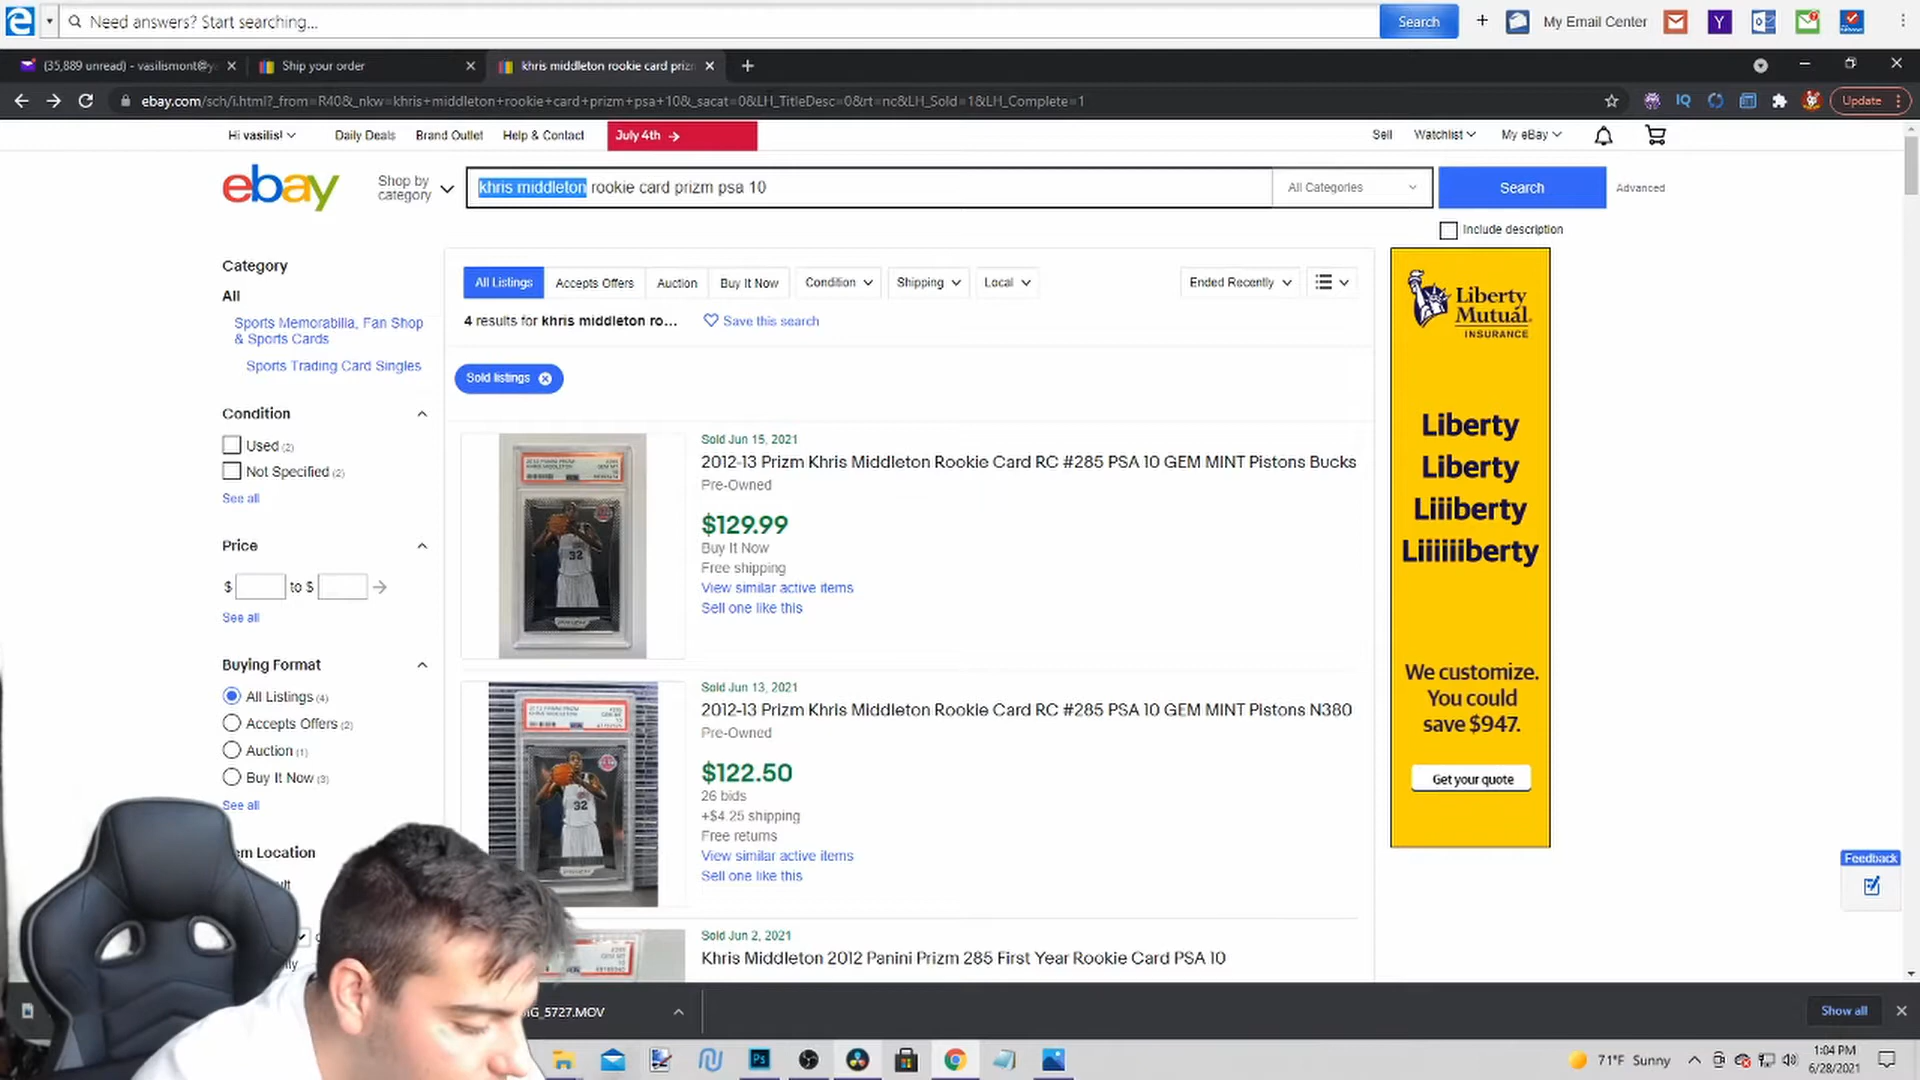 Need answers? Start searching...
Search
My Email Center
(35,889 unread) - vasilismont@y
Ship your order
khris middleton rookie card prizm
ebay.com/sch/i.html?_from=R40&_nkw=khris+middleton+rookie+card+prizm+psa+10&_sacat=0&LH_TitleDesc=0&rt=nc&LH_Sold=1&LH_Complete=1
IQ
Update
Hi vasilis!
Daily Deals
Brand Outlet
Help & Contact
July 4th
Sell
Watchlist
My eBay
ebay
Shop by
category
khris middleton rookie card prizm psa 10
All Categories
Search
Advanced
Include description
Category
All
Sports Memorabilia, Fan Shop
& Sports Cards
Sports Trading Card Singles
Condition
Used (2)
Not Specified (2)
See all
Price
$ to $
See all
Buying Format
All Listings (4)
Accepts Offers (2)
Auction (1)
Buy It Now (3)
See all
em Location
All Listings
Accepts Offers
Auction
Buy It Now
Condition
Shipping
Local
Ended Recently
4 results for khris middleton ro...
Save this search
Sold listings
Sold Jun 15, 2021
2012-13 Prizm Khris Middleton Rookie Card RC #285 PSA 10 GEM MINT Pistons Bucks
Pre-Owned
$129.99
Buy It Now
Free shipping
View similar active items
Sell one like this
32
Sold Jun 13, 2021
2012-13 Prizm Khris Middleton Rookie Card RC #285 PSA 10 GEM MINT Pistons N380
Pre-Owned
$122.50
26 bids
+$4.25 shipping
Free returns
View similar active items
Sell one like this
32
Sold Jun 2, 2021
Khris Middleton 2012 Panini Prizm 285 First Year Rookie Card PSA 10
Liberty
Mutual
INSURANCE
Liberty
Liberty
Liiiberty
Liiiiiiberty
We customize.
You could
save $947.
Get your quote
Feedback
G_5727.MOV
Show all
Ps
71°F Sunny
1:04 PM
6/28/2021